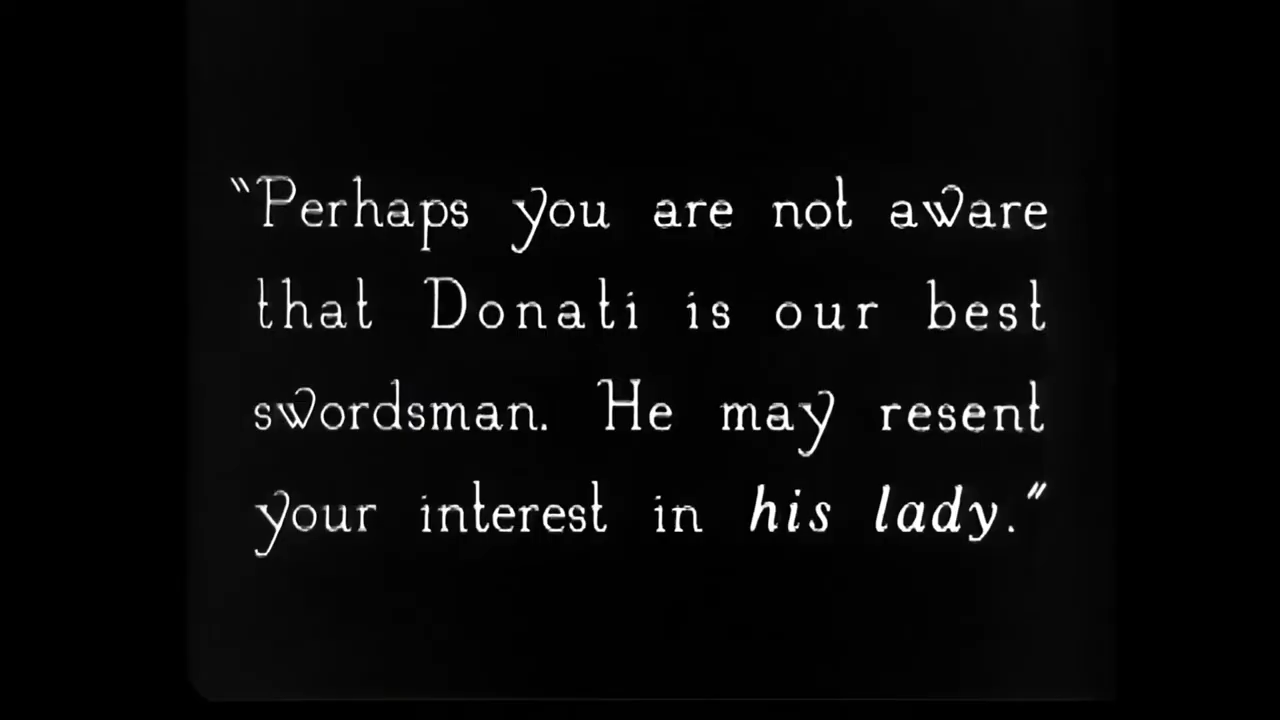 "Perhaps you are not aware
that Donati is our best
swordsman. He may resent
your interest in his lady."